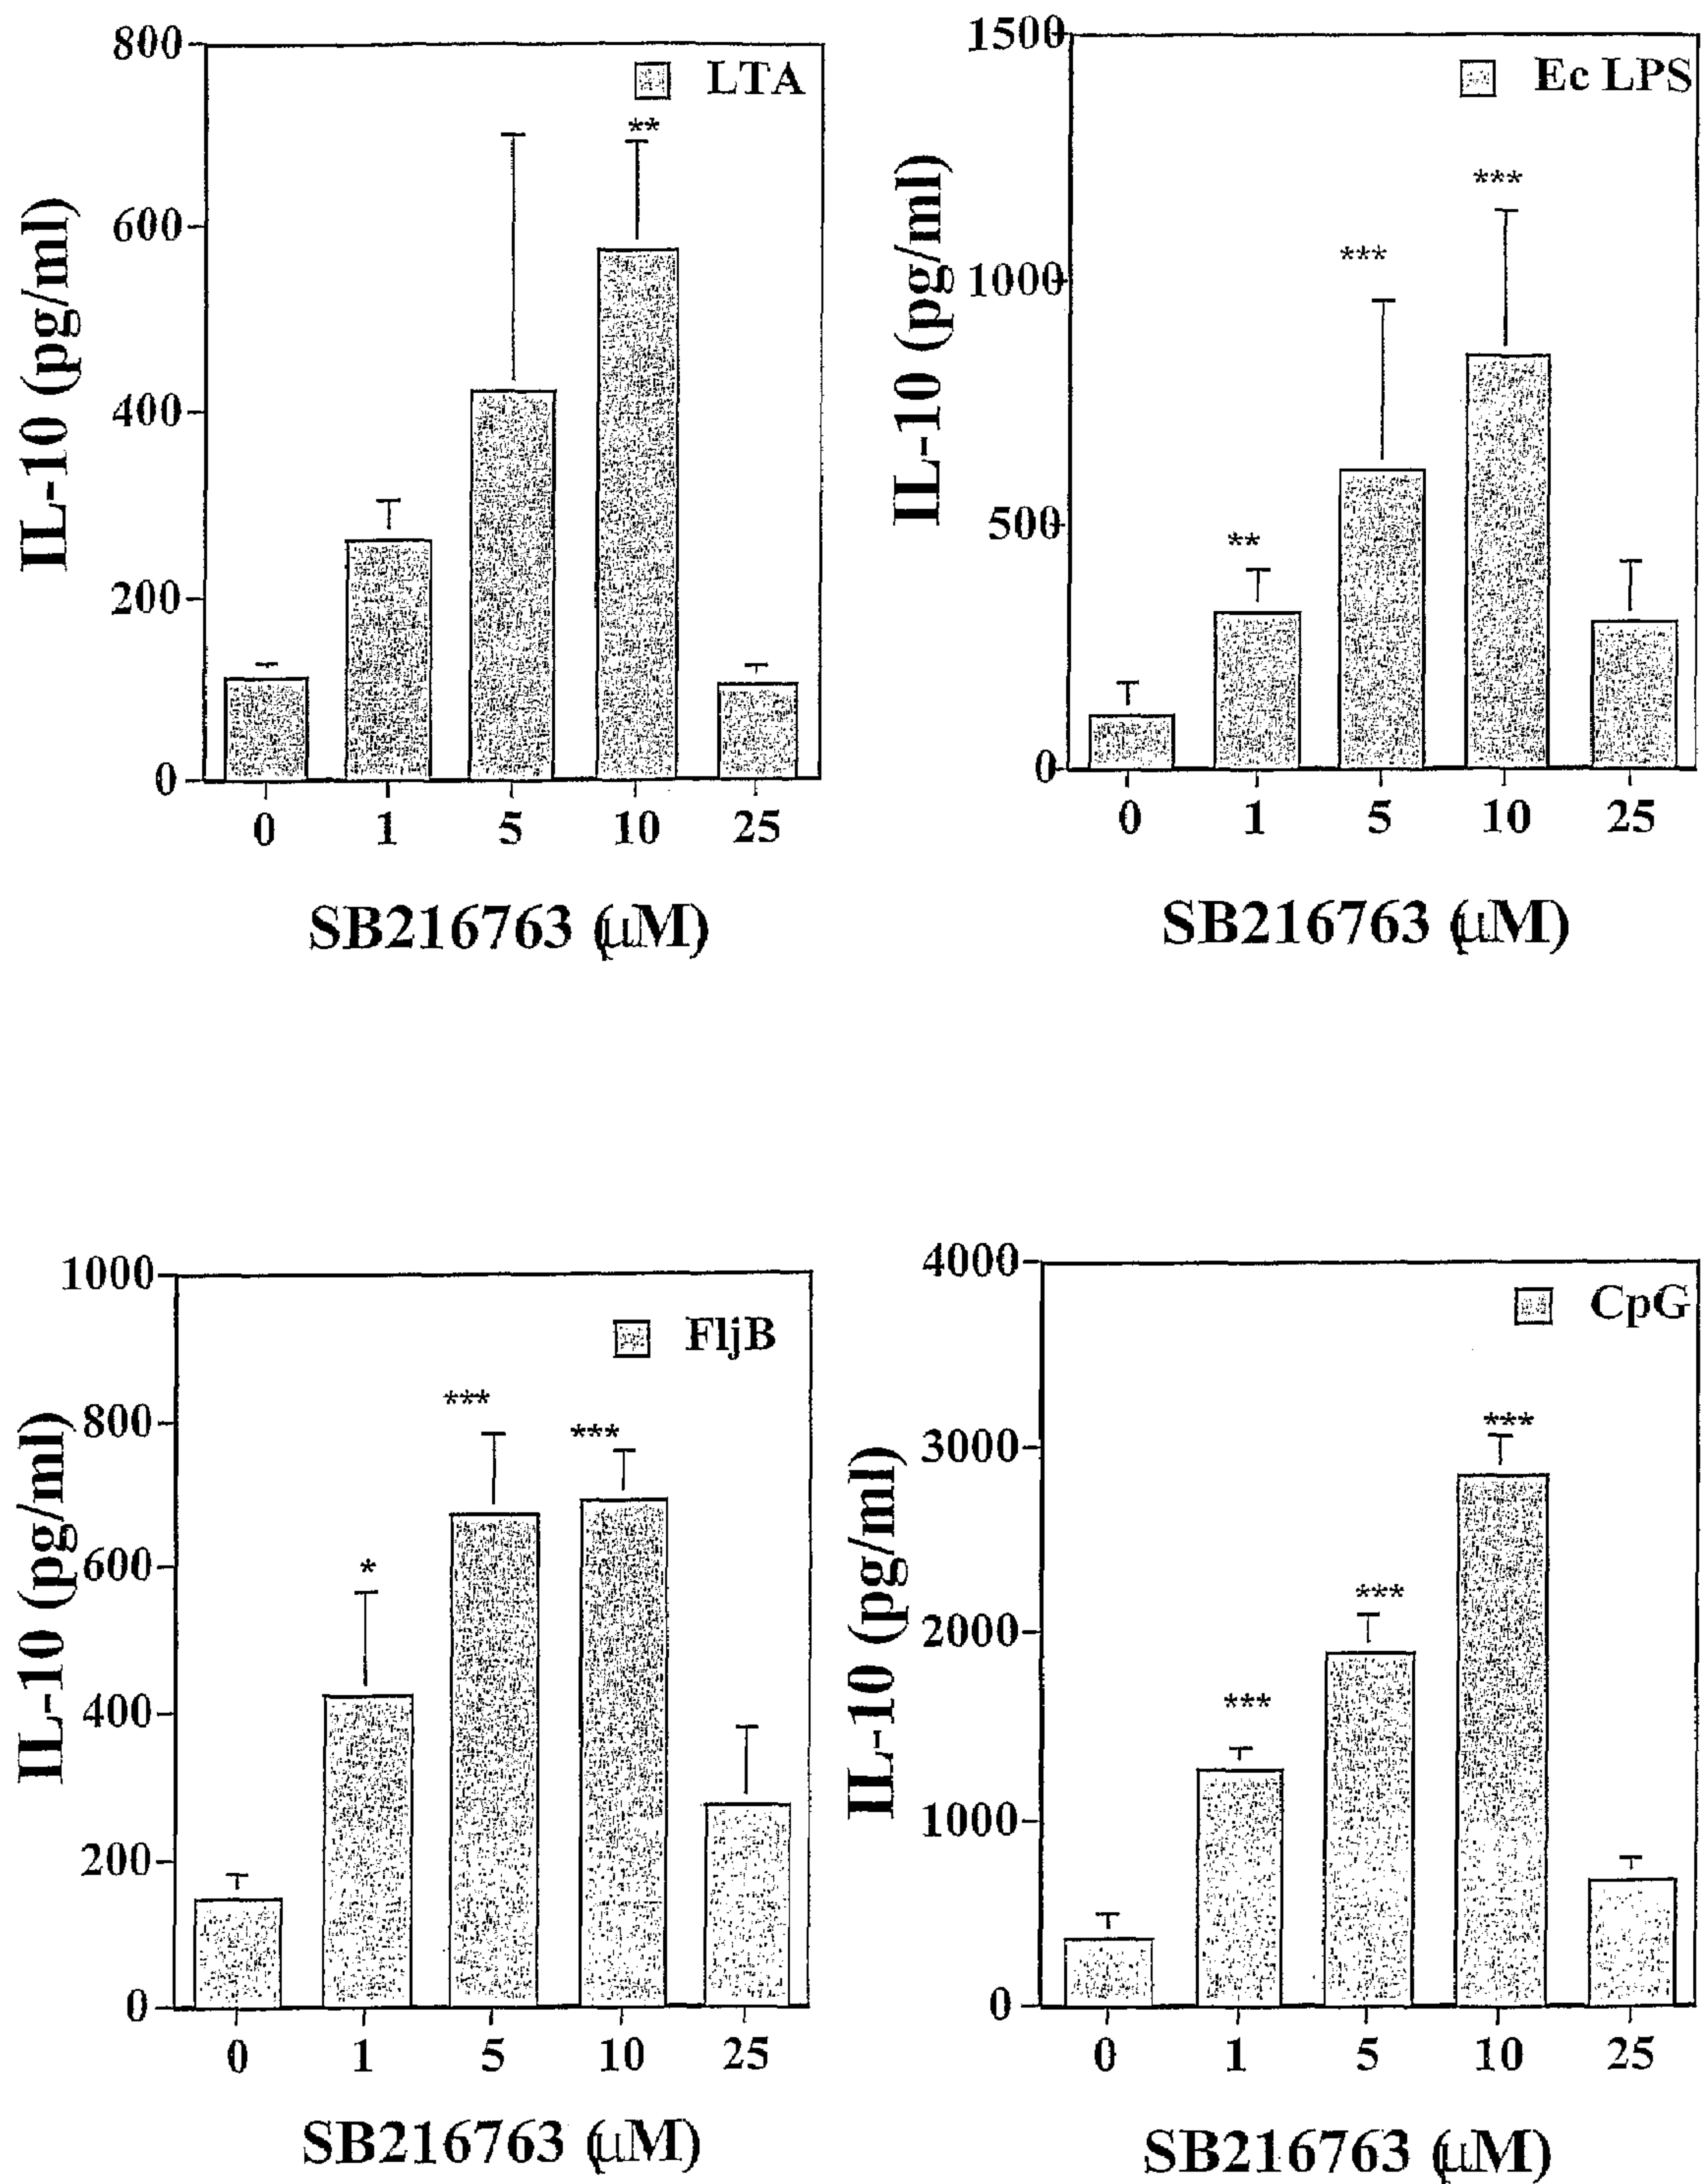 800
LTA
**
600
400
200
0
IL-10 (pg/ml)
0 1 5 10 25
SB216763 (µM)
1500
Ec LPS
***
***
1000
500
**
0
IL-10 (pg/ml)
0 1 5 10 25
SB216763 (µM)
1000
FljB
***
***
800
600
*
400
200
0
IL-10 (pg/ml)
0 1 5 10 25
SB216763 (µM)
4000
CpG
***
3000
***
2000
***
1000
0
IL-10 (pg/ml)
0 1 5 10 25
SB216763 (µM)